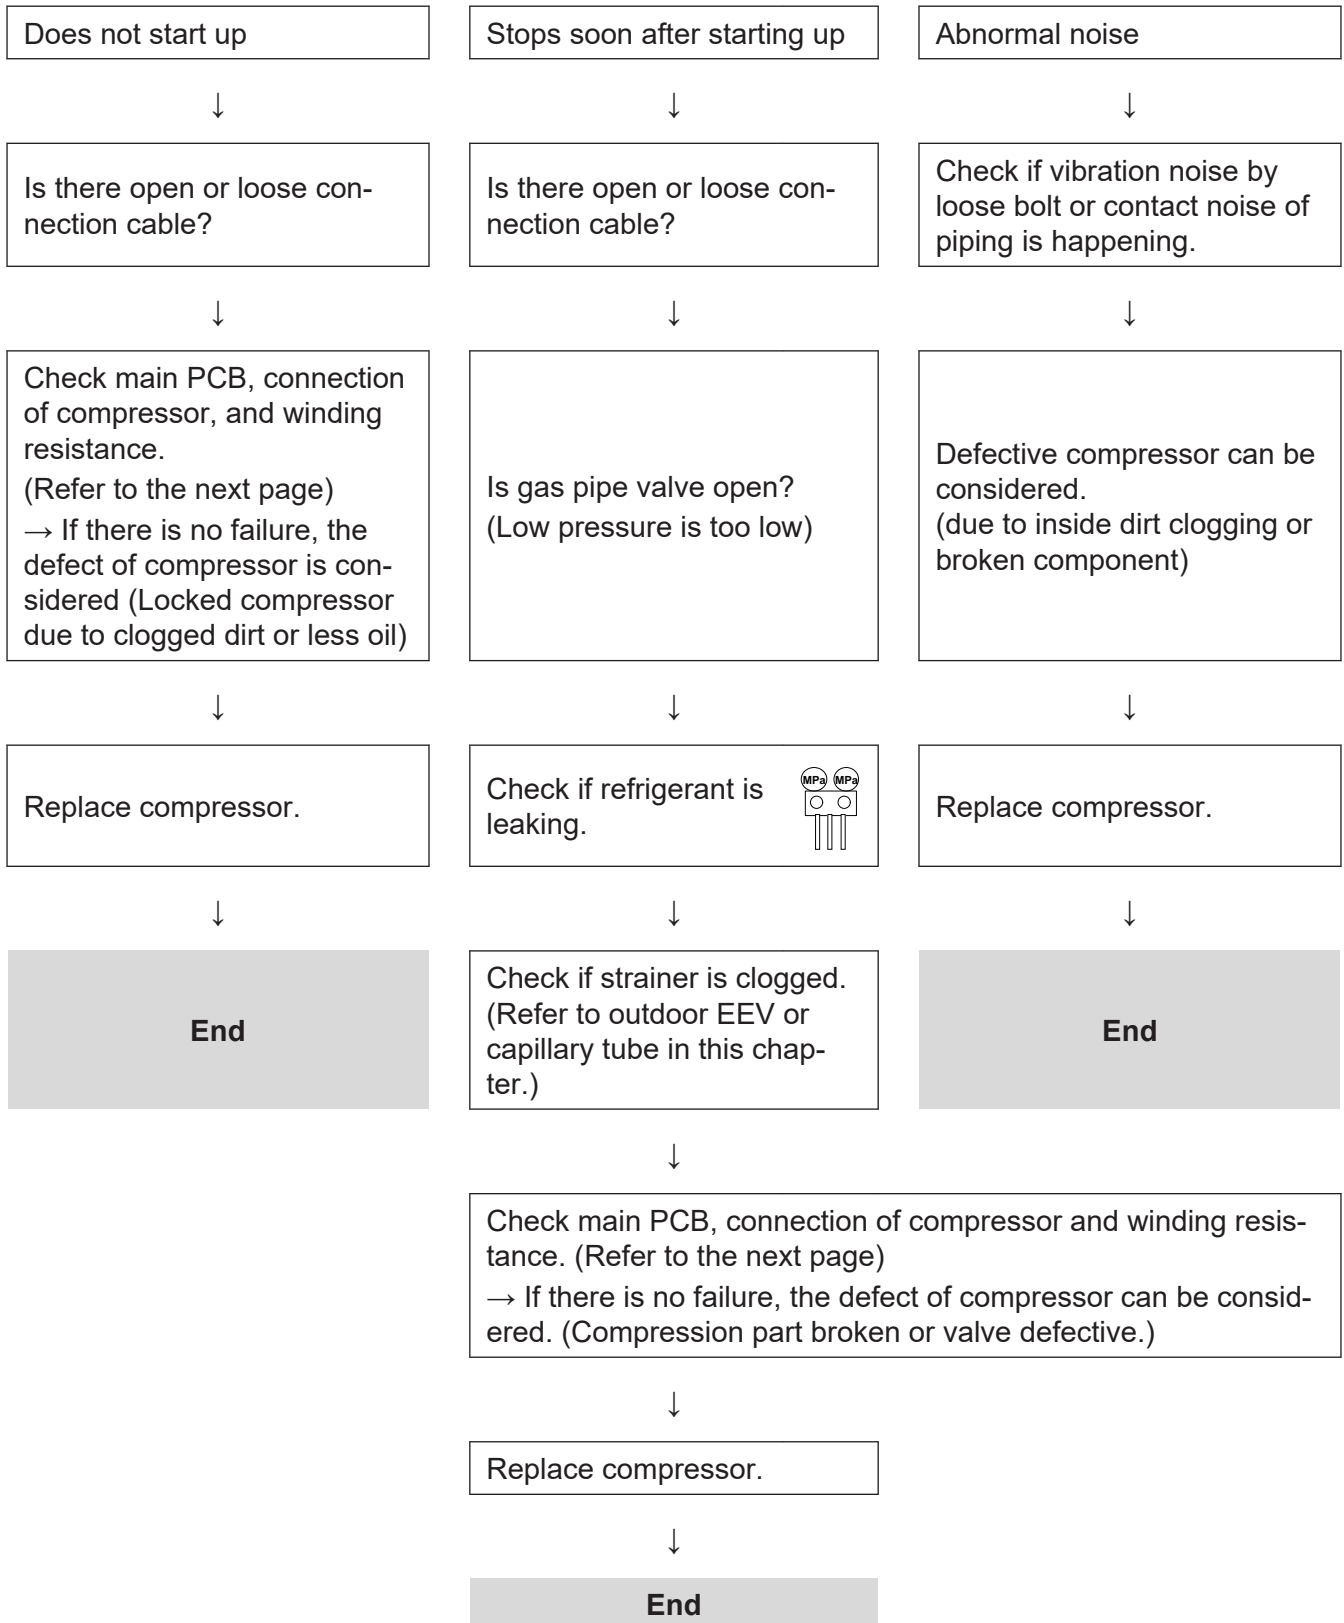 Does not start up
Stops soon after starting up
Abnormal noise
↓
↓
↓
Is there open or loose con-
nection cable?
Is there open or loose con-
nection cable?
Check if vibration noise by
loose bolt or contact noise of
piping is happening.
↓
↓
↓
Check main PCB, connection
of compressor, and winding
resistance.
(Refer to the next page)
→ If there is no failure, the
defect of compressor is con-
sidered (Locked compressor
due to clogged dirt or less oil)
Is gas pipe valve open?
(Low pressure is too low)
Defective compressor can be
considered.
(due to inside dirt clogging or
broken component)
↓
↓
↓
Replace compressor.
Check if refrigerant is
leaking.
MPa MPa
Replace compressor.
↓
↓
↓
End
Check if strainer is clogged.
(Refer to outdoor EEV or
capillary tube in this chap-
ter.)
End
↓
Check main PCB, connection of compressor and winding resis-
tance. (Refer to the next page)
→ If there is no failure, the defect of compressor can be consid-
ered. (Compression part broken or valve defective.)
↓
Replace compressor.
↓
End